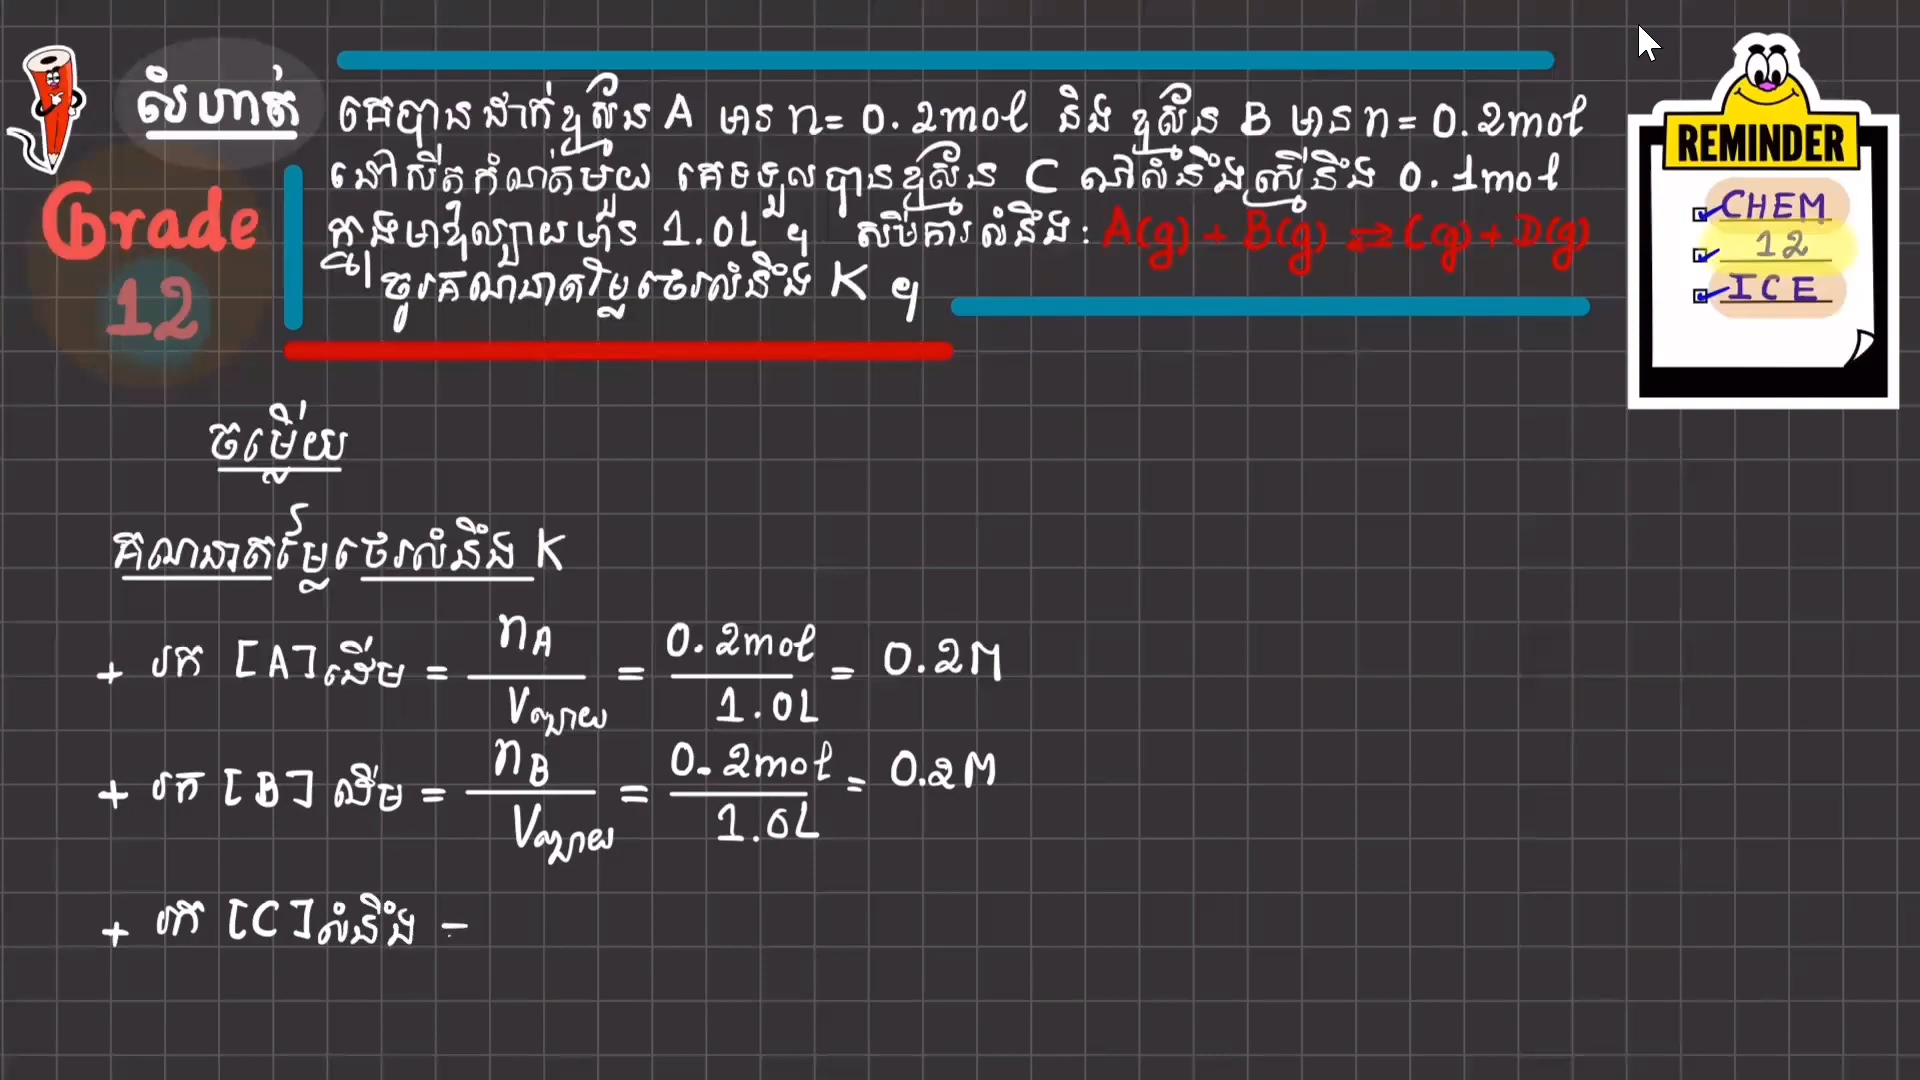 លំហាត់ គេបានដាក់ឧស្ម័ន A មាន n = 0.2mol និង ឧស្ម័ន B មាន n = 0.2mol
នៅសីតុកំណត់មួយ គេទទួលបានឧស្ម័ន C ណាលំនឹងស្មើនឹង 0.1mol
Grade ក្នុងមាឌល្បាយមាន 1.0L ។ សមីការលំនឹង: A(g) + B(g) ⇄ C(g) + D(g)
12 ចូរគណនាតម្លៃថេរលំនឹង K ។
REMINDER
CHEM
12
ICE
ចម្លើយ
គណនាតម្លៃថេរលំនឹង K
+ រក [A]ដើម = nA / Vល្បាយ = 0.2mol / 1.0L = 0.2M
+ រក [B] ដើម = nB / Vល្បាយ = 0.2mol / 1.0L = 0.2M
+ រក [C]លំនឹង -